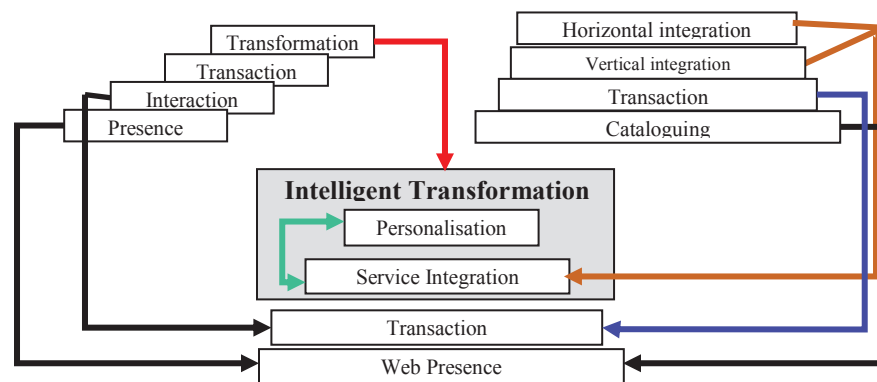 Transformation
Transaction
Interaction
Presence
Horizontal integration
Vertical integration
Transaction
Cataloguing
Intelligent Transformation
Personalisation
Service Integration
Transaction
Web Presence